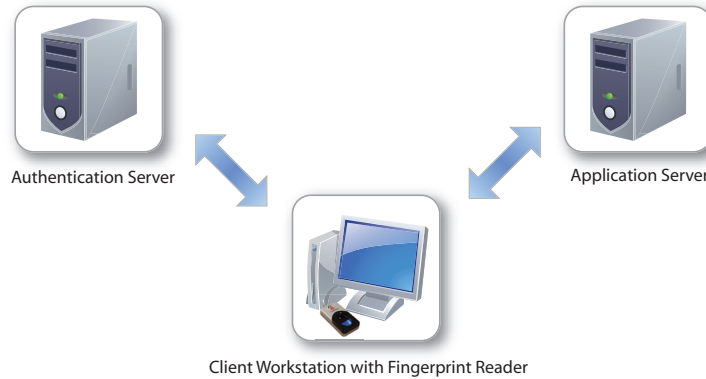 Authentication Server
Application Server
Client Workstation with Fingerprint Reader